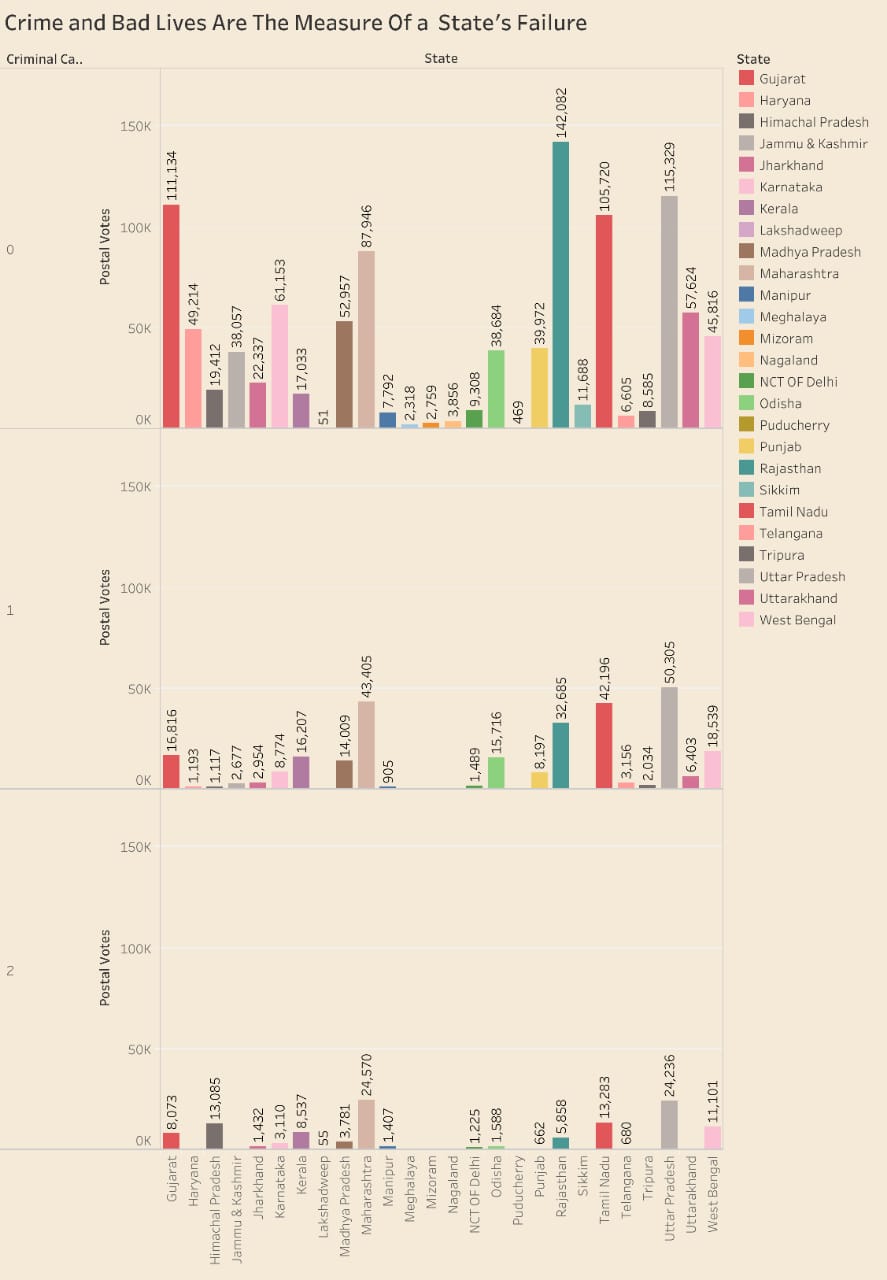 Crime and Bad Lives Are The Measure Of a  State's Failure
Criminal Ca..
State
0
Postal Votes
150K
100K
50K
0K
111,134
49,214
19,412
38,057
22,337
61,153
17,033
51
52,957
87,946
7,792
2,318
2,759
3,856
9,308
38,684
469
39,972
142,082
11,688
105,720
6,605
8,585
115,329
57,624
45,816
1
Postal Votes
150K
100K
50K
0K
16,816
1,193
1,117
2,677
2,954
8,774
16,207
14,009
43,405
905
1,489
15,716
8,197
32,685
42,196
3,156
2,034
50,305
6,403
18,539
2
Postal Votes
150K
100K
50K
0K
8,073
13,085
1,432
3,110
8,537
55
3,781
24,570
1,407
1,225
1,588
662
5,858
13,283
680
24,236
11,101
Gujarat
Haryana
Himachal Pradesh
Jammu & Kashmir
Jharkhand
Karnataka
Kerala
Lakshadweep
Madhya Pradesh
Maharashtra
Manipur
Meghalaya
Mizoram
Nagaland
NCT OF Delhi
Odisha
Puducherry
Punjab
Rajasthan
Sikkim
Tamil Nadu
Telangana
Tripura
Uttar Pradesh
Uttarakhand
West Bengal
State
Gujarat
Haryana
Himachal Pradesh
Jammu & Kashmir
Jharkhand
Karnataka
Kerala
Lakshadweep
Madhya Pradesh
Maharashtra
Manipur
Meghalaya
Mizoram
Nagaland
NCT OF Delhi
Odisha
Puducherry
Punjab
Rajasthan
Sikkim
Tamil Nadu
Telangana
Tripura
Uttar Pradesh
Uttarakhand
West Bengal